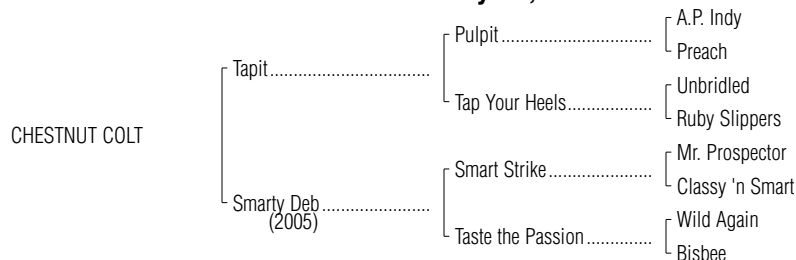 A.P. Indy
Pulpit
Preach
Tapit
Unbridled
Tap Your Heels
Ruby Slippers
CHESTNUT COLT
Mr. Prospector
Smart Strike
Classy 'n Smart
Smarty Deb
(2005)
Wild Again
Taste the Passion
Bisbee